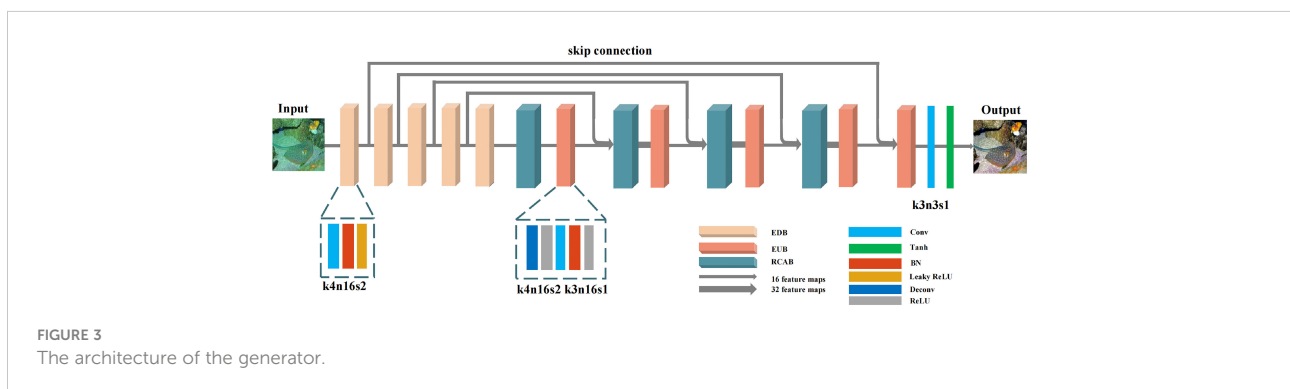 skip connection
Input
Output
k3n3s1
k4n16s2
k4n16s2 k3n16s1
EDB
EUB
RCAB
16 feature maps
32 feature maps
Conv
Tanh
BN
Leaky ReLU
Deconv
ReLU
FIGURE 3
The architecture of the generator.